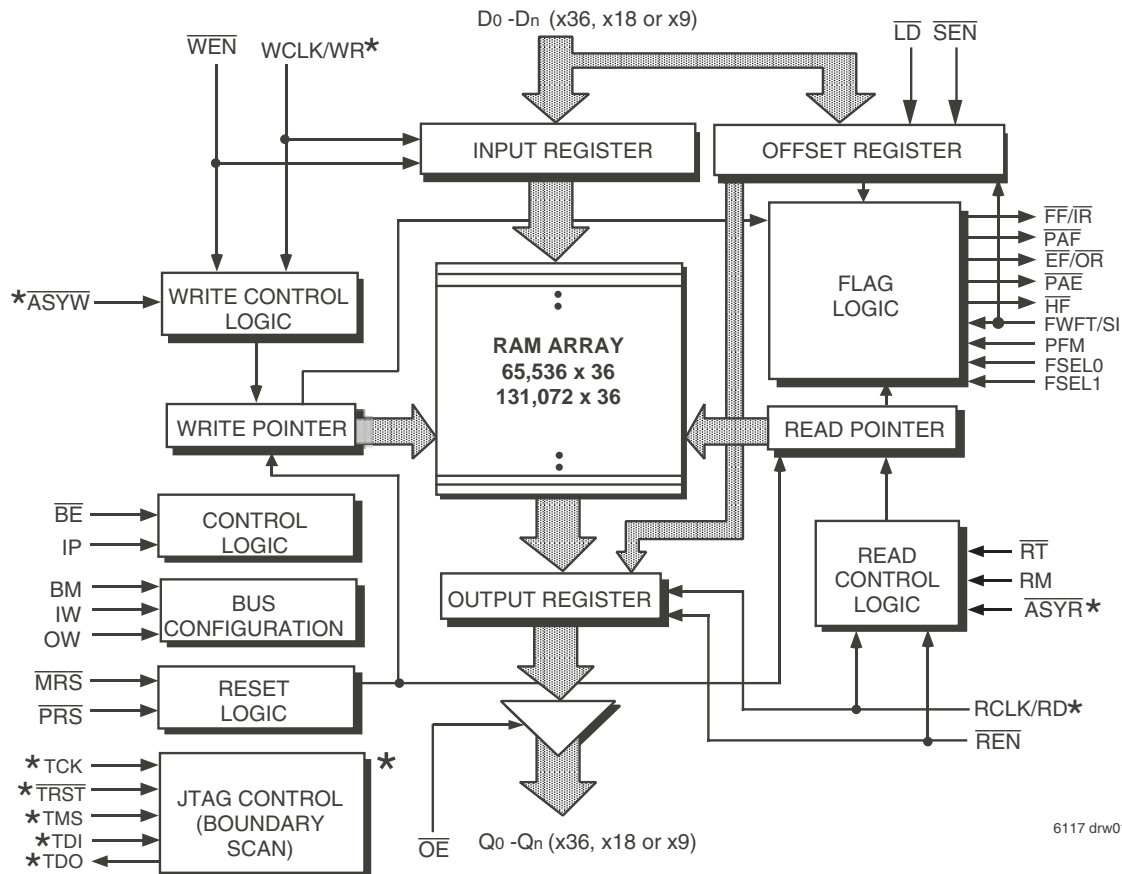 D0 -Dn (x36, x18 or x9)
WEN
WCLK/WR*
LD
SEN
INPUT REGISTER
OFFSET REGISTER
*ASYW
WRITE CONTROL
LOGIC
FLAG
LOGIC
FF/IR
PAF
EF/OR
PAE
HF
FWFT/SI
PFM
FSEL0
FSEL1
RAM ARRAY
65,536 x 36
131,072 x 36
WRITE POINTER
READ POINTER
BE
IP
CONTROL
LOGIC
READ
CONTROL
LOGIC
RT
RM
ASYR*
BM
IW
OW
BUS
CONFIGURATION
OUTPUT REGISTER
MRS
PRS
RESET
LOGIC
RCLK/RD*
REN
*TCK
*TRST
*TMS
*TDI
*TDO
JTAG CONTROL
(BOUNDARY
SCAN)
*
OE
Q0 -Qn (x36, x18 or x9)
6117 drw0